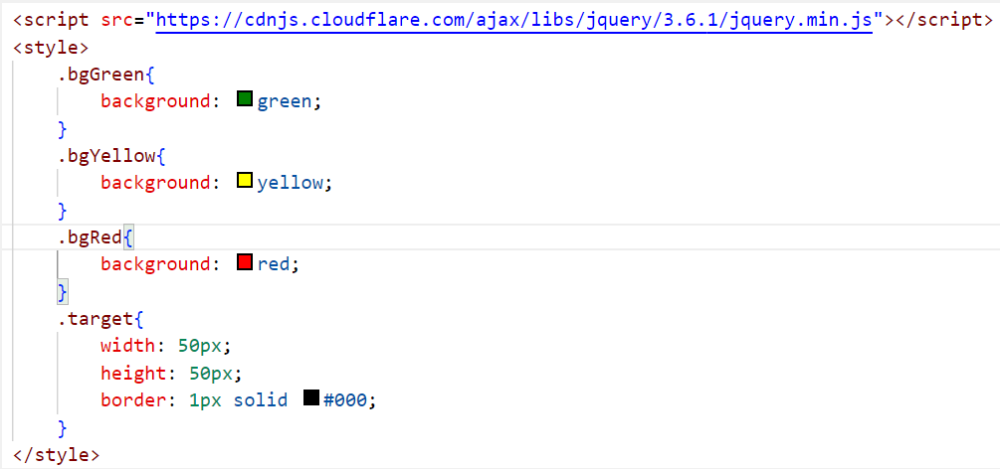 <script src="https://cdnjs.cloudflare.com/ajax/libs/jquery/3.6.1/jquery.min.js"></script>
<style>
    .bgGreen{
        background: green;
    }
    .bgYellow{
        background: yellow;
    }
    .bgRed{
        background: red;
    }
    .target{
        width: 50px;
        height: 50px;
        border: 1px solid #000;
    }
</style>